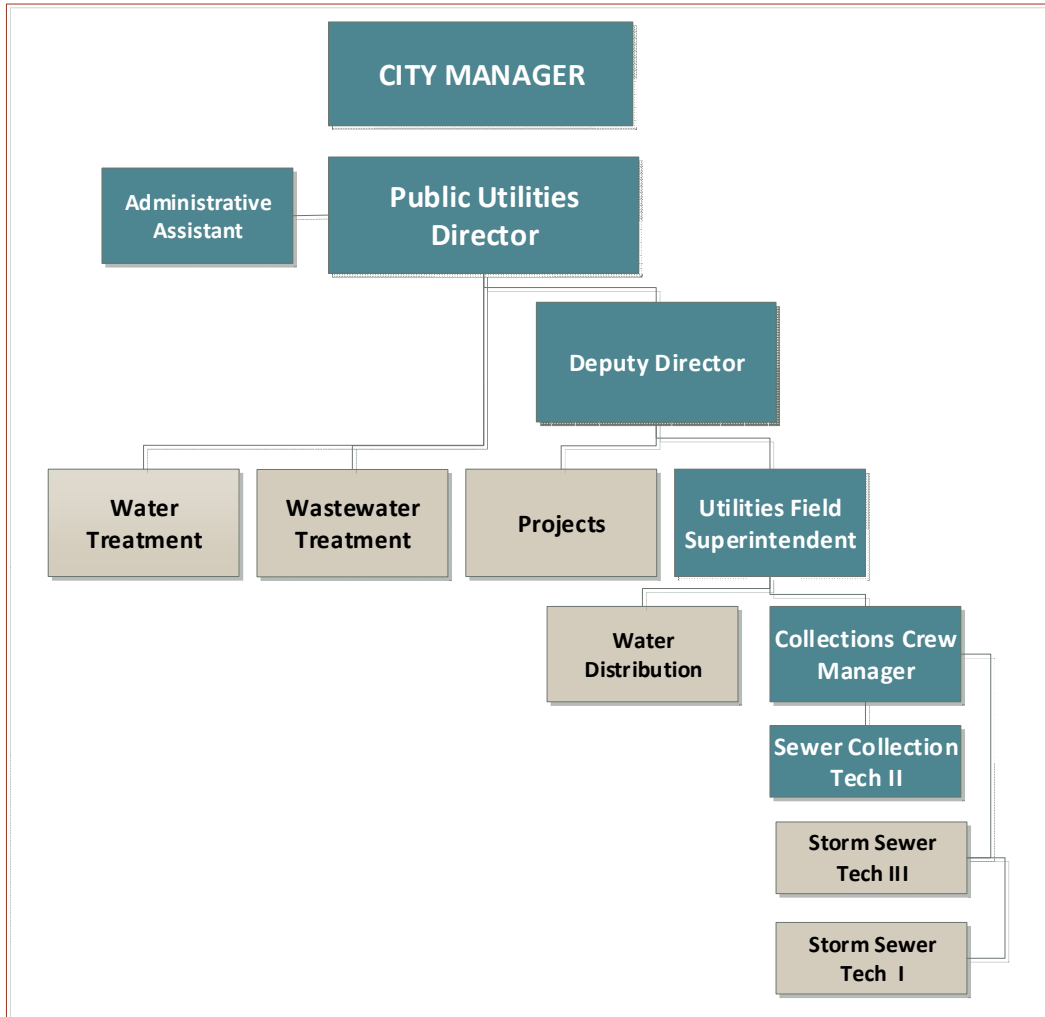 CITY MANAGER
Administrative
Assistant
Public Utilities
Director
Deputy Director
Water
Treatment
Wastewater
Treatment
Projects
Utilities Field
Superintendent
Water
Distribution
Collections Crew
Manager
Sewer Collection
Tech II
Storm Sewer
Tech III
Storm Sewer
Tech I